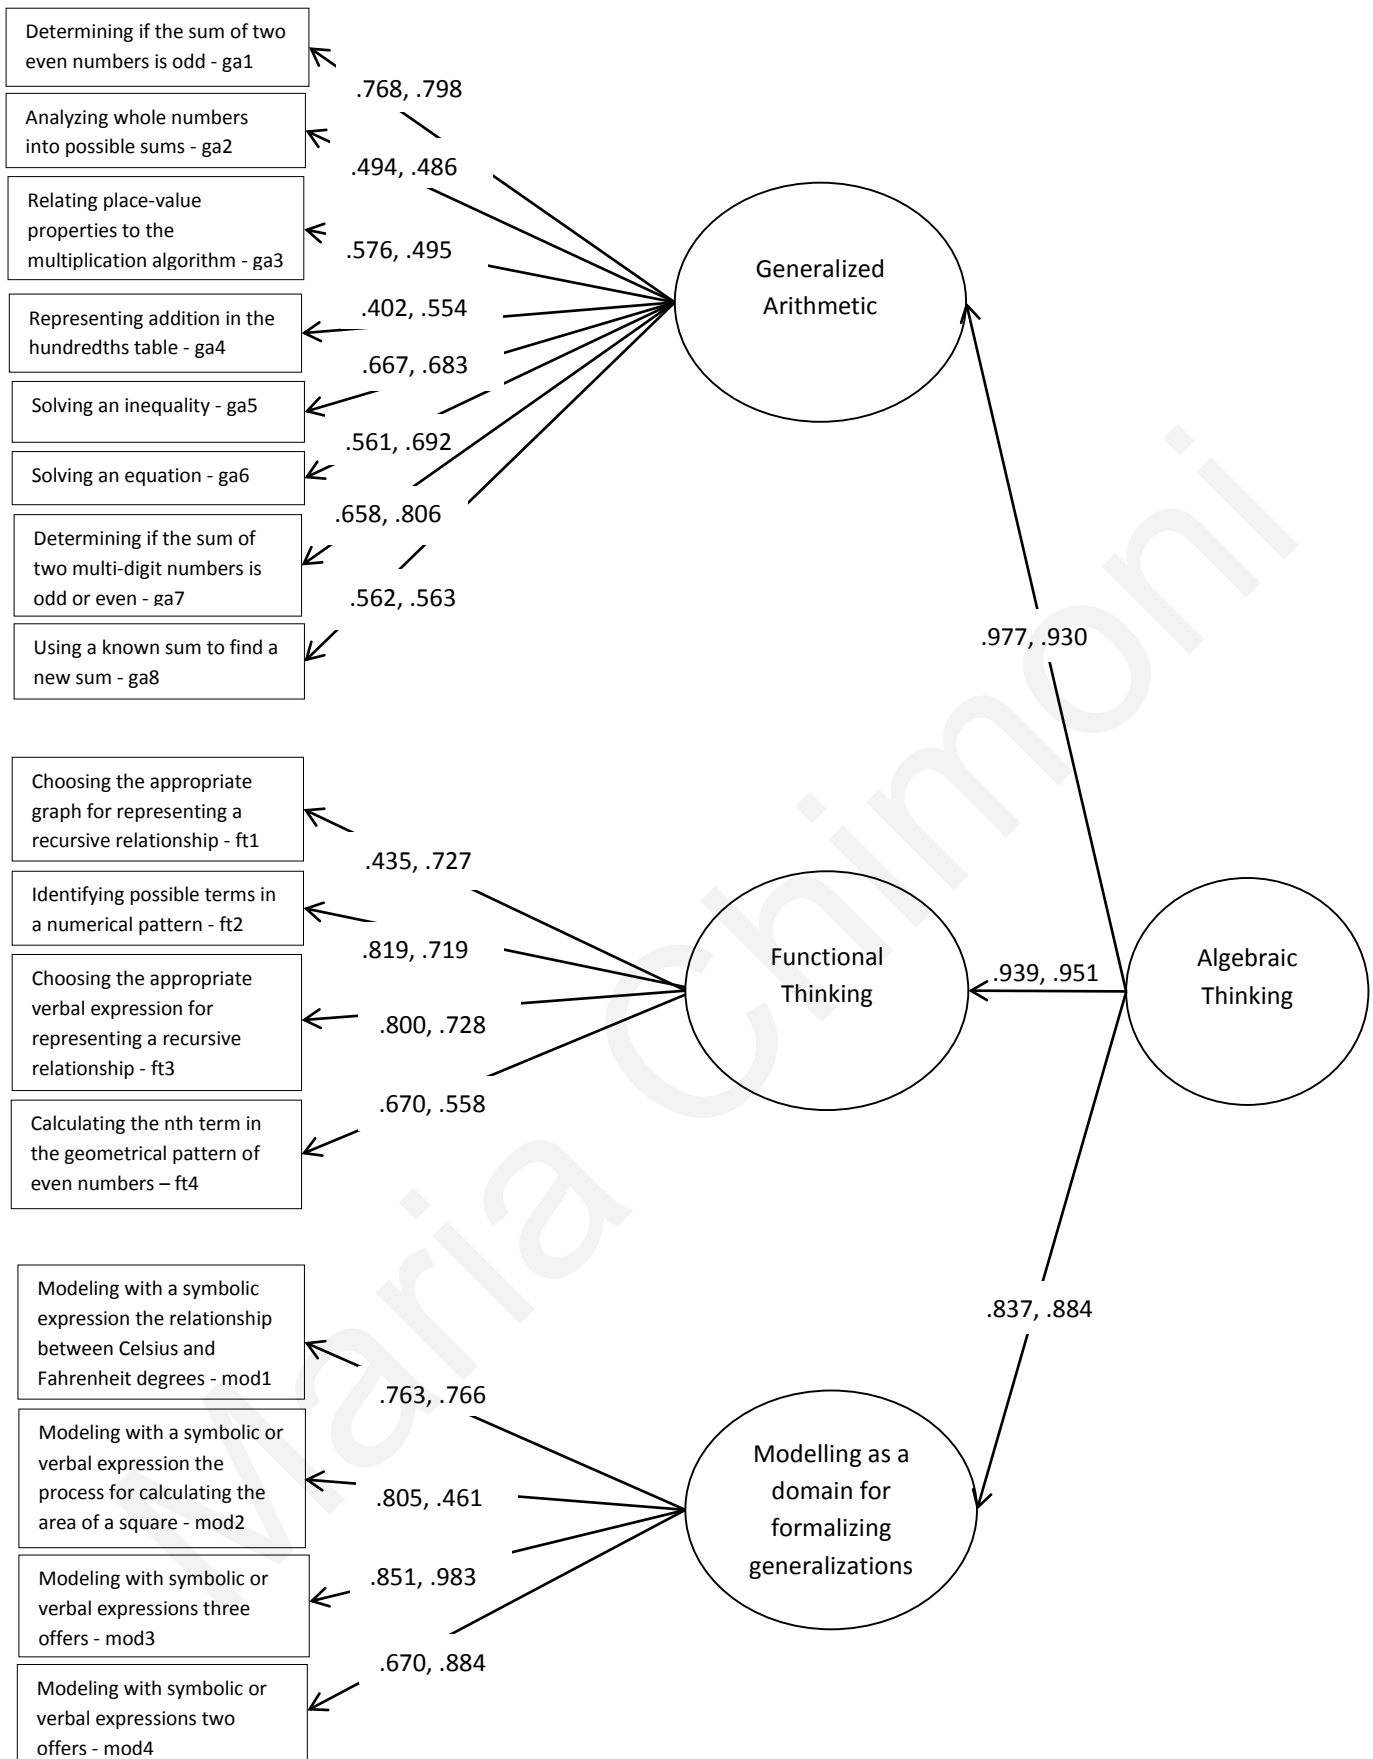 Determining if the sum of two
even numbers is odd - ga1
.768, .798
Analyzing whole numbers
into possible sums - ga2
.494, .486
Relating place-value
properties to the
multiplication algorithm - ga3
.576, .495
Representing addition in the
hundredths table - ga4
.402, .554
Solving an inequality - ga5
.667, .683
Solving an equation - ga6
.561, .692
Determining if the sum of
two multi-digit numbers is
odd or even - ga7
.658, .806
Using a known sum to find a
new sum - ga8
.562, .563
Generalized
Arithmetic
.977, .930
Choosing the appropriate
graph for representing a
recursive relationship - ft1
.435, .727
Identifying possible terms in
a numerical pattern - ft2
.819, .719
Choosing the appropriate
verbal expression for
representing a recursive
relationship - ft3
.800, .728
Calculating the nth term in
the geometrical pattern of
even numbers – ft4
.670, .558
Functional
Thinking
.939, .951
Algebraic
Thinking
Modeling with a symbolic
expression the relationship
between Celsius and
Fahrenheit degrees - mod1
.763, .766
Modeling with a symbolic or
verbal expression the
process for calculating the
area of a square - mod2
.805, .461
Modeling with symbolic or
verbal expressions three
offers - mod3
.851, .983
Modeling with symbolic or
verbal expressions two
offers - mod4
.670, .884
Modelling as a
domain for
formalizing
generalizations
.837, .884
Maria Chimoni